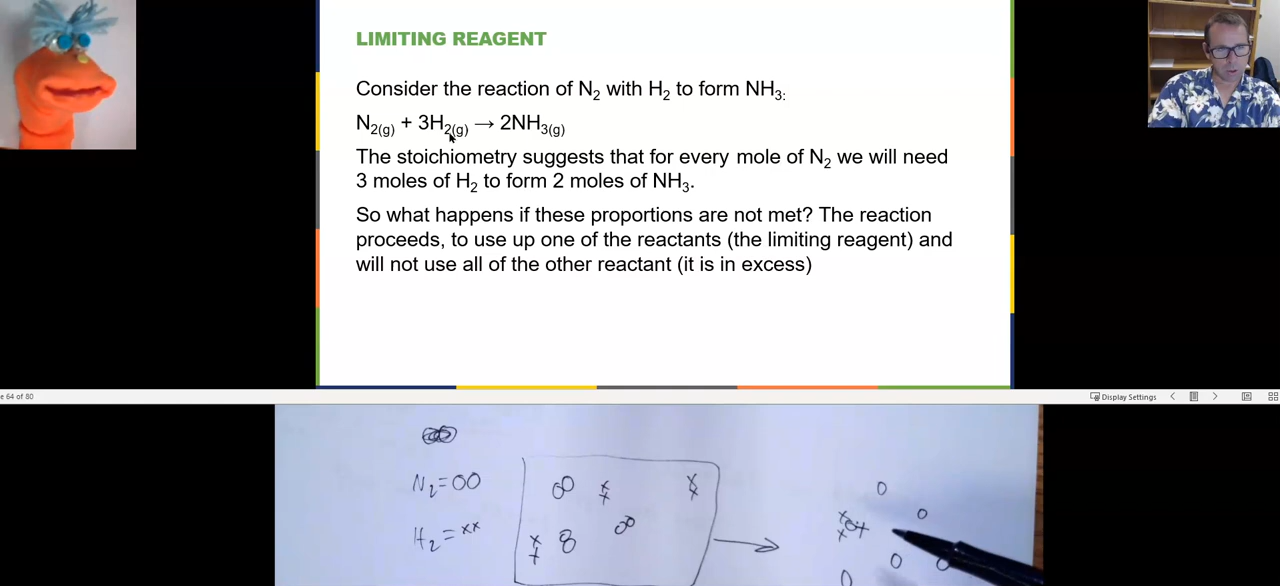 LIMITING REAGENT
Consider the reaction of N₂ with H₂ to form NH₃:
N₂(g) + 3H₂(g) → 2NH₃(g)
The stoichiometry suggests that for every mole of N₂ we will need
3 moles of H₂ to form 2 moles of NH₃.
So what happens if these proportions are not met? The reaction
proceeds, to use up one of the reactants (the limiting reagent) and
will not use all of the other reactant (it is in excess)
e 64 of 80
Display Settings
N₂=OO
H₂=xx